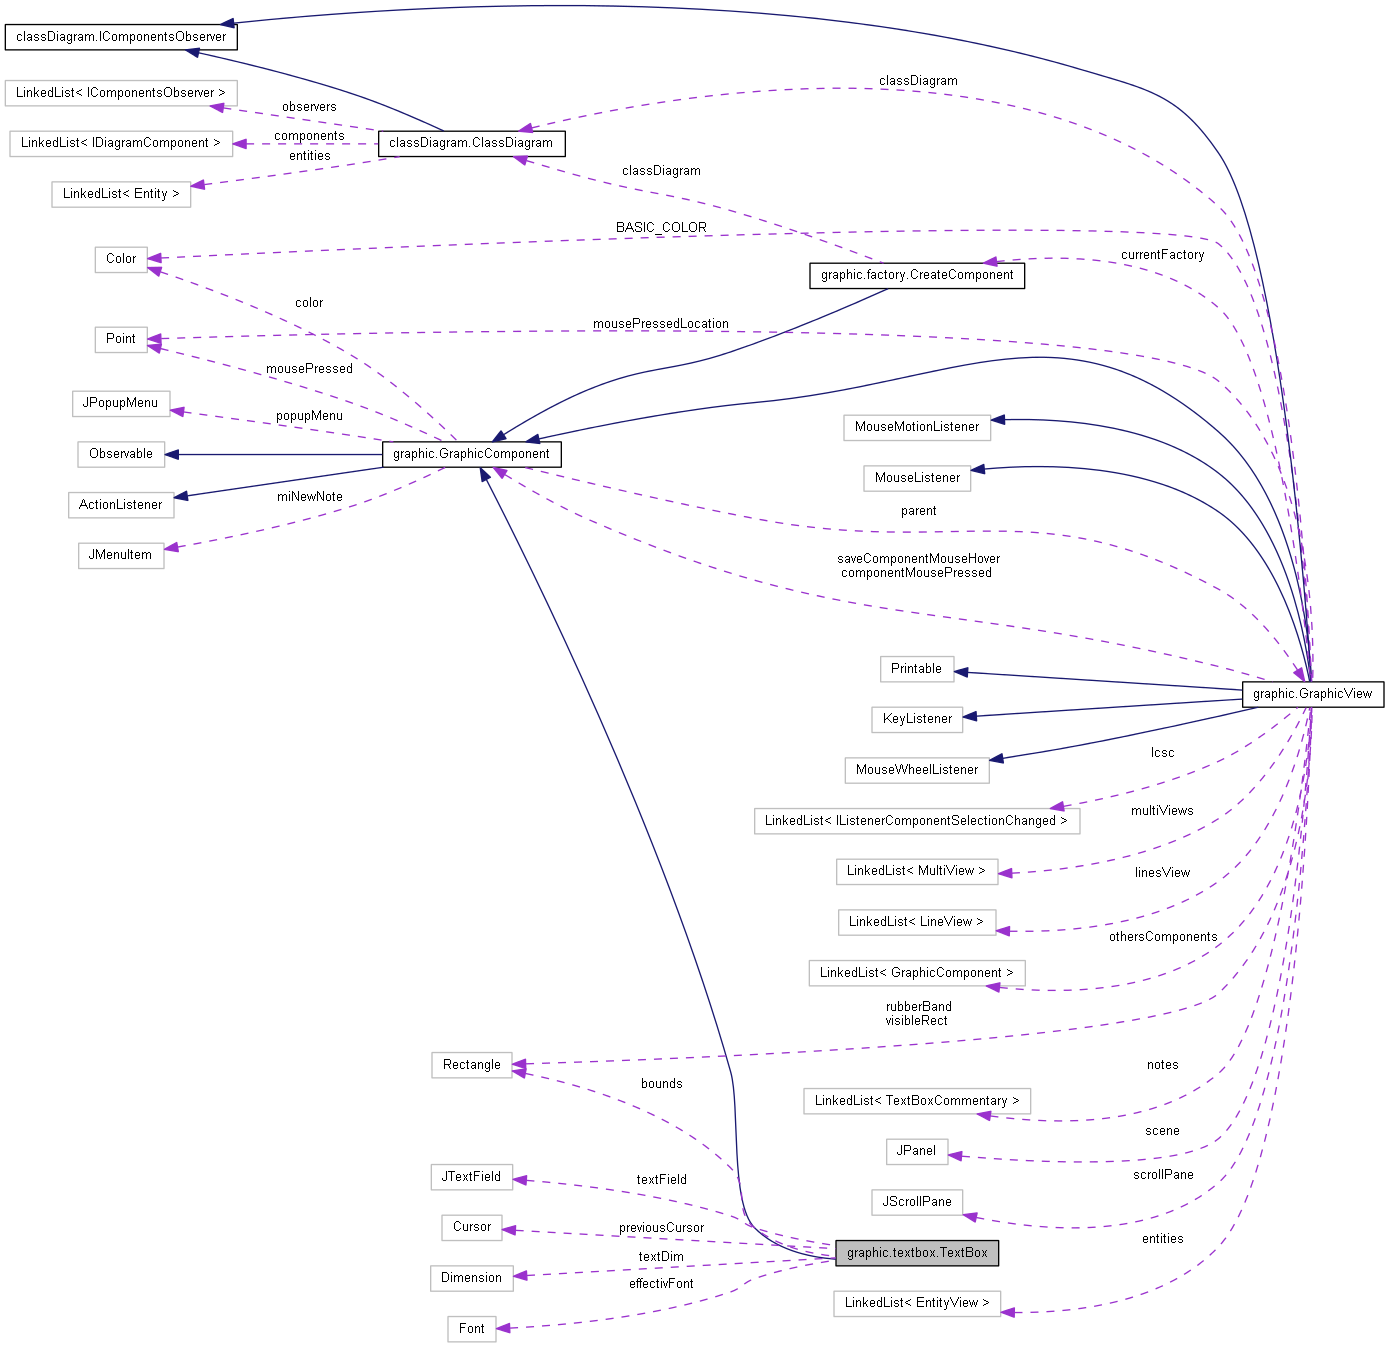 classDiagram.IComponentsObserver
classDiagram
LinkedList< IComponentsObserver >
observers
components
classDiagram.ClassDiagram
LinkedList< IDiagramComponent >
entities
classDiagram
LinkedList< Entity >
BASIC_COLOR
currentFactory
Color
graphic.factory.CreateComponent
color
mousePressedLocation
Point
mousePressed
JPopupMenu
popupMenu
MouseMotionListener
Observable
graphic.GraphicComponent
MouseListener
ActionListener
miNewNote
parent
JMenuItem
saveComponentMouseHover
componentMousePressed
Printable
graphic.GraphicView
KeyListener
lcsc
MouseWheelListener
multiViews
LinkedList< IListenerComponentSelectionChanged >
LinkedList< MultiView >
linesView
LinkedList< LineView >
othersComponents
LinkedList< GraphicComponent >
rubberBand
visibleRect
Rectangle
notes
bounds
LinkedList< TextBoxCommentary >
scene
JPanel
JTextField
textField
scrollPane
JScrollPane
Cursor
previousCursor
entities
graphic.textbox.TextBox
textDim
Dimension
effectivFont
LinkedList< EntityView >
Font